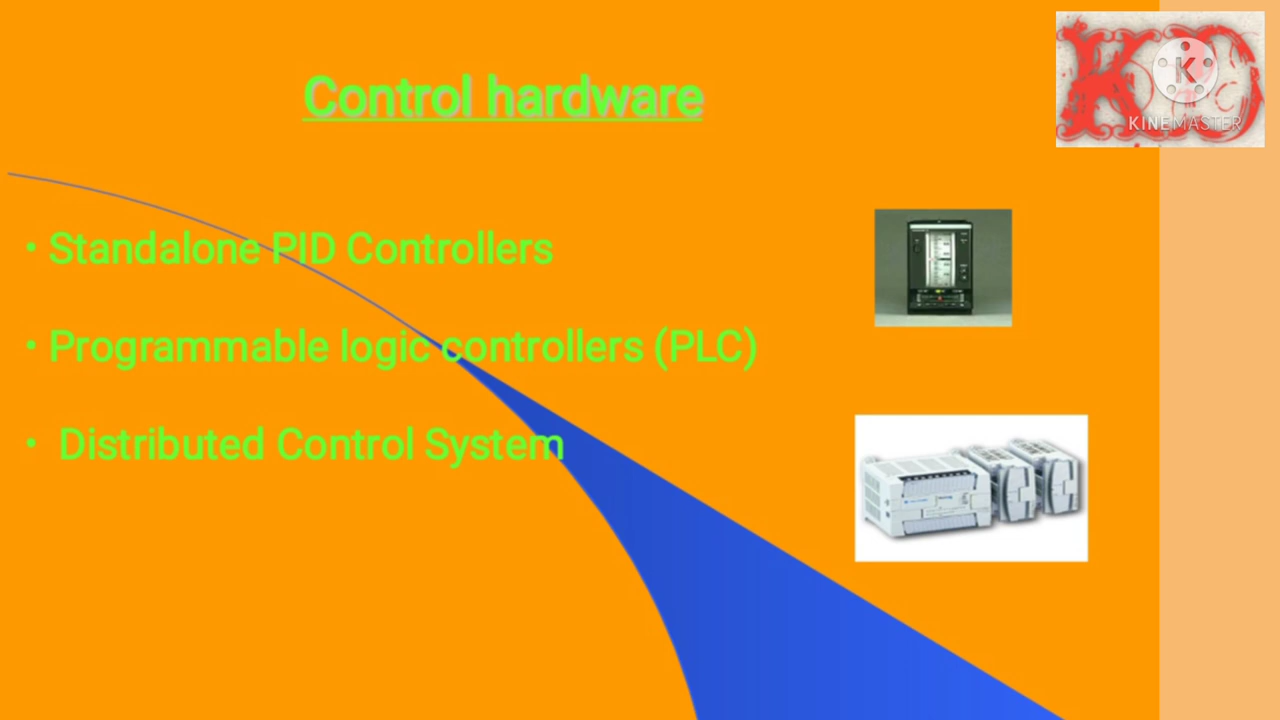 Control hardware
• Standalone PID Controllers
• Programmable logic controllers (PLC)
• Distributed Control System
KINEMASTER